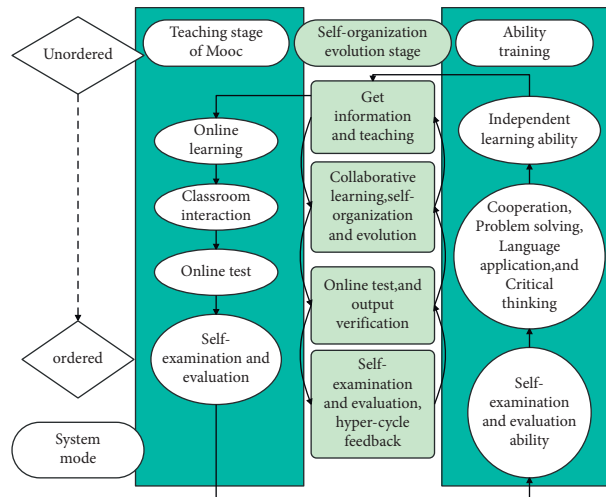 Unordered
Teaching stage
of Mooc
Self-organization
evolution stage
Ability
training
Get
information
and teaching
Online
learning
Independent
learning ability
Collaborative
learning,self-
organization
and evolution
Classroom
interaction
Cooperation,
Problem solving,
Language
application,and
Critical
thinking
Online test
Online test,and
output
verification
ordered
Self-
examination and
evaluation
Self-
examination
and evaluation,
hyper-cycle
feedback
Self-
examination
and evaluation
ability
System
mode